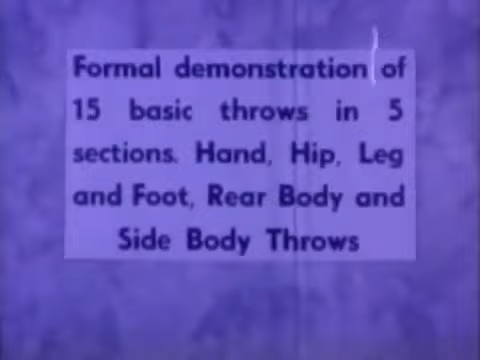 Formal demonstration of
15 basic throws in 5
sections. Hand, Hip, Leg
and Foot, Rear Body and
Side Body Throws